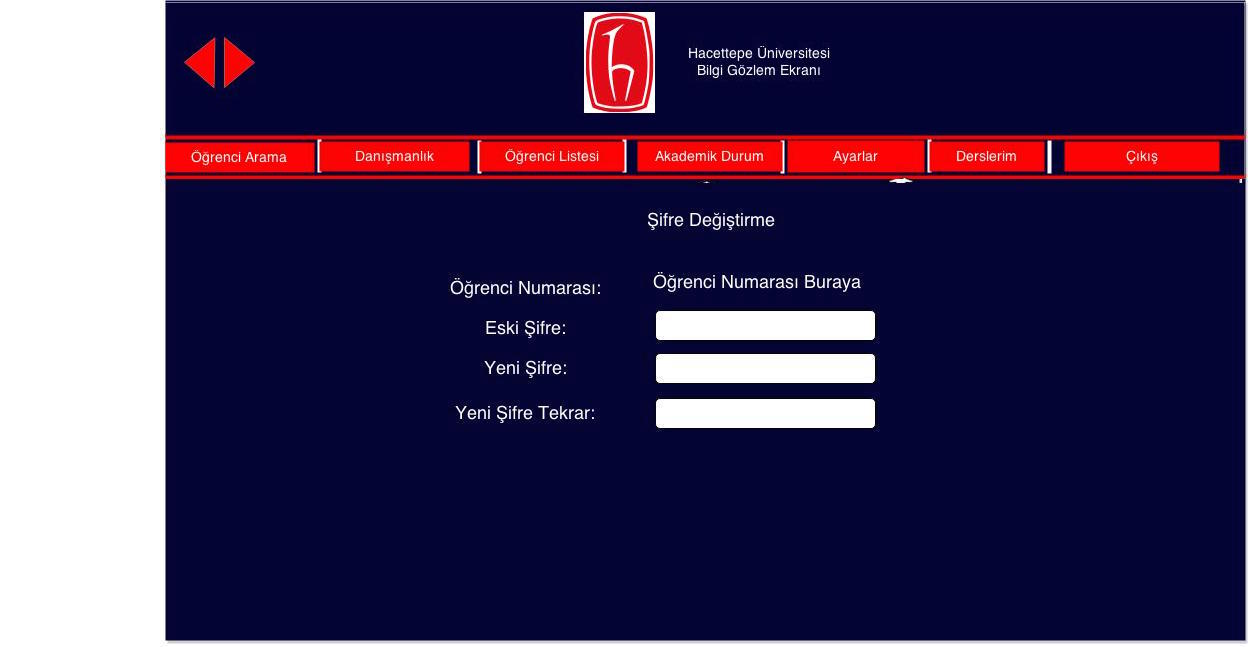 Hacettepe Üniversitesi
Bilgi Gözlem Ekranı
Öğrenci Arama
Danışmanlık
Öğrenci Listesi
Akademik Durum
Ayarlar
Derslerim
Çıkış
Şifre Değiştirme
Öğrenci Numarası:
Öğrenci Numarası Buraya
Eski Şifre:
Yeni Şifre:
Yeni Şifre Tekrar: